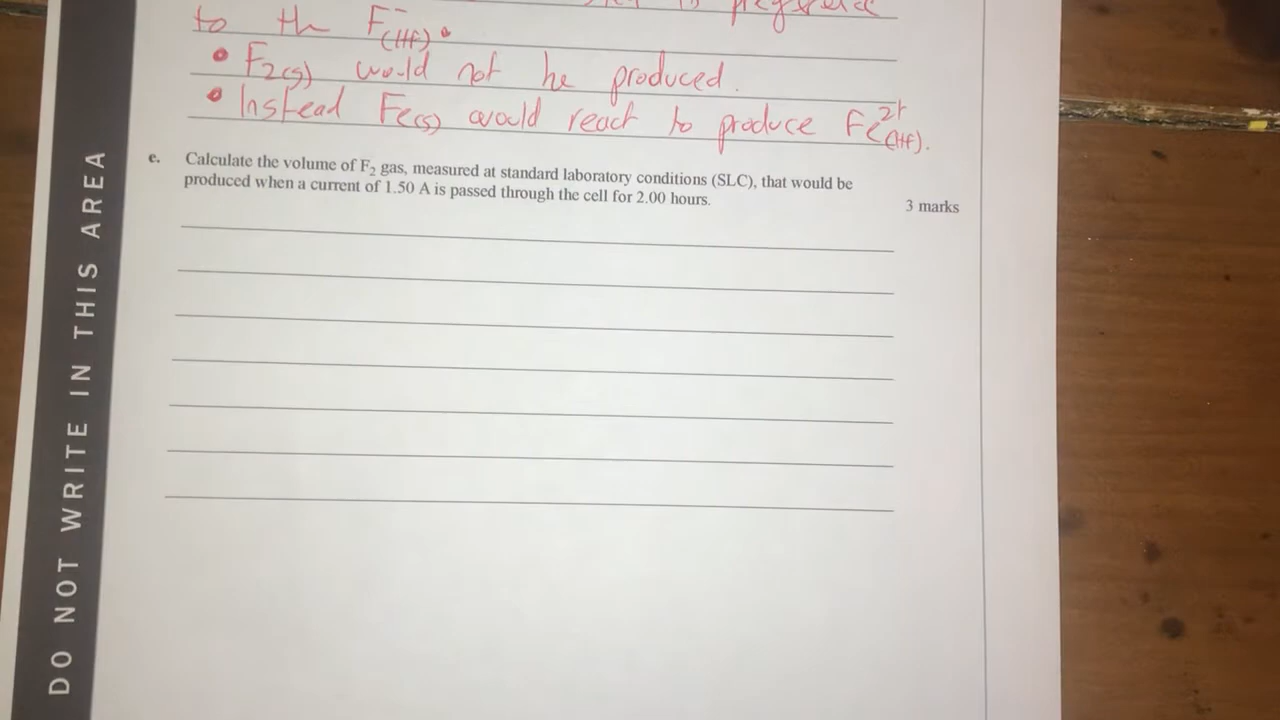 to the F⁻(HF).
• F2(g) would not be produced.
• Instead Fe(s) would react to produce Fe²⁺(HF).
e. Calculate the volume of F₂ gas, measured at standard laboratory conditions (SLC), that would be
produced when a current of 1.50 A is passed through the cell for 2.00 hours.
3 marks
DO NOT WRITE IN THIS AREA